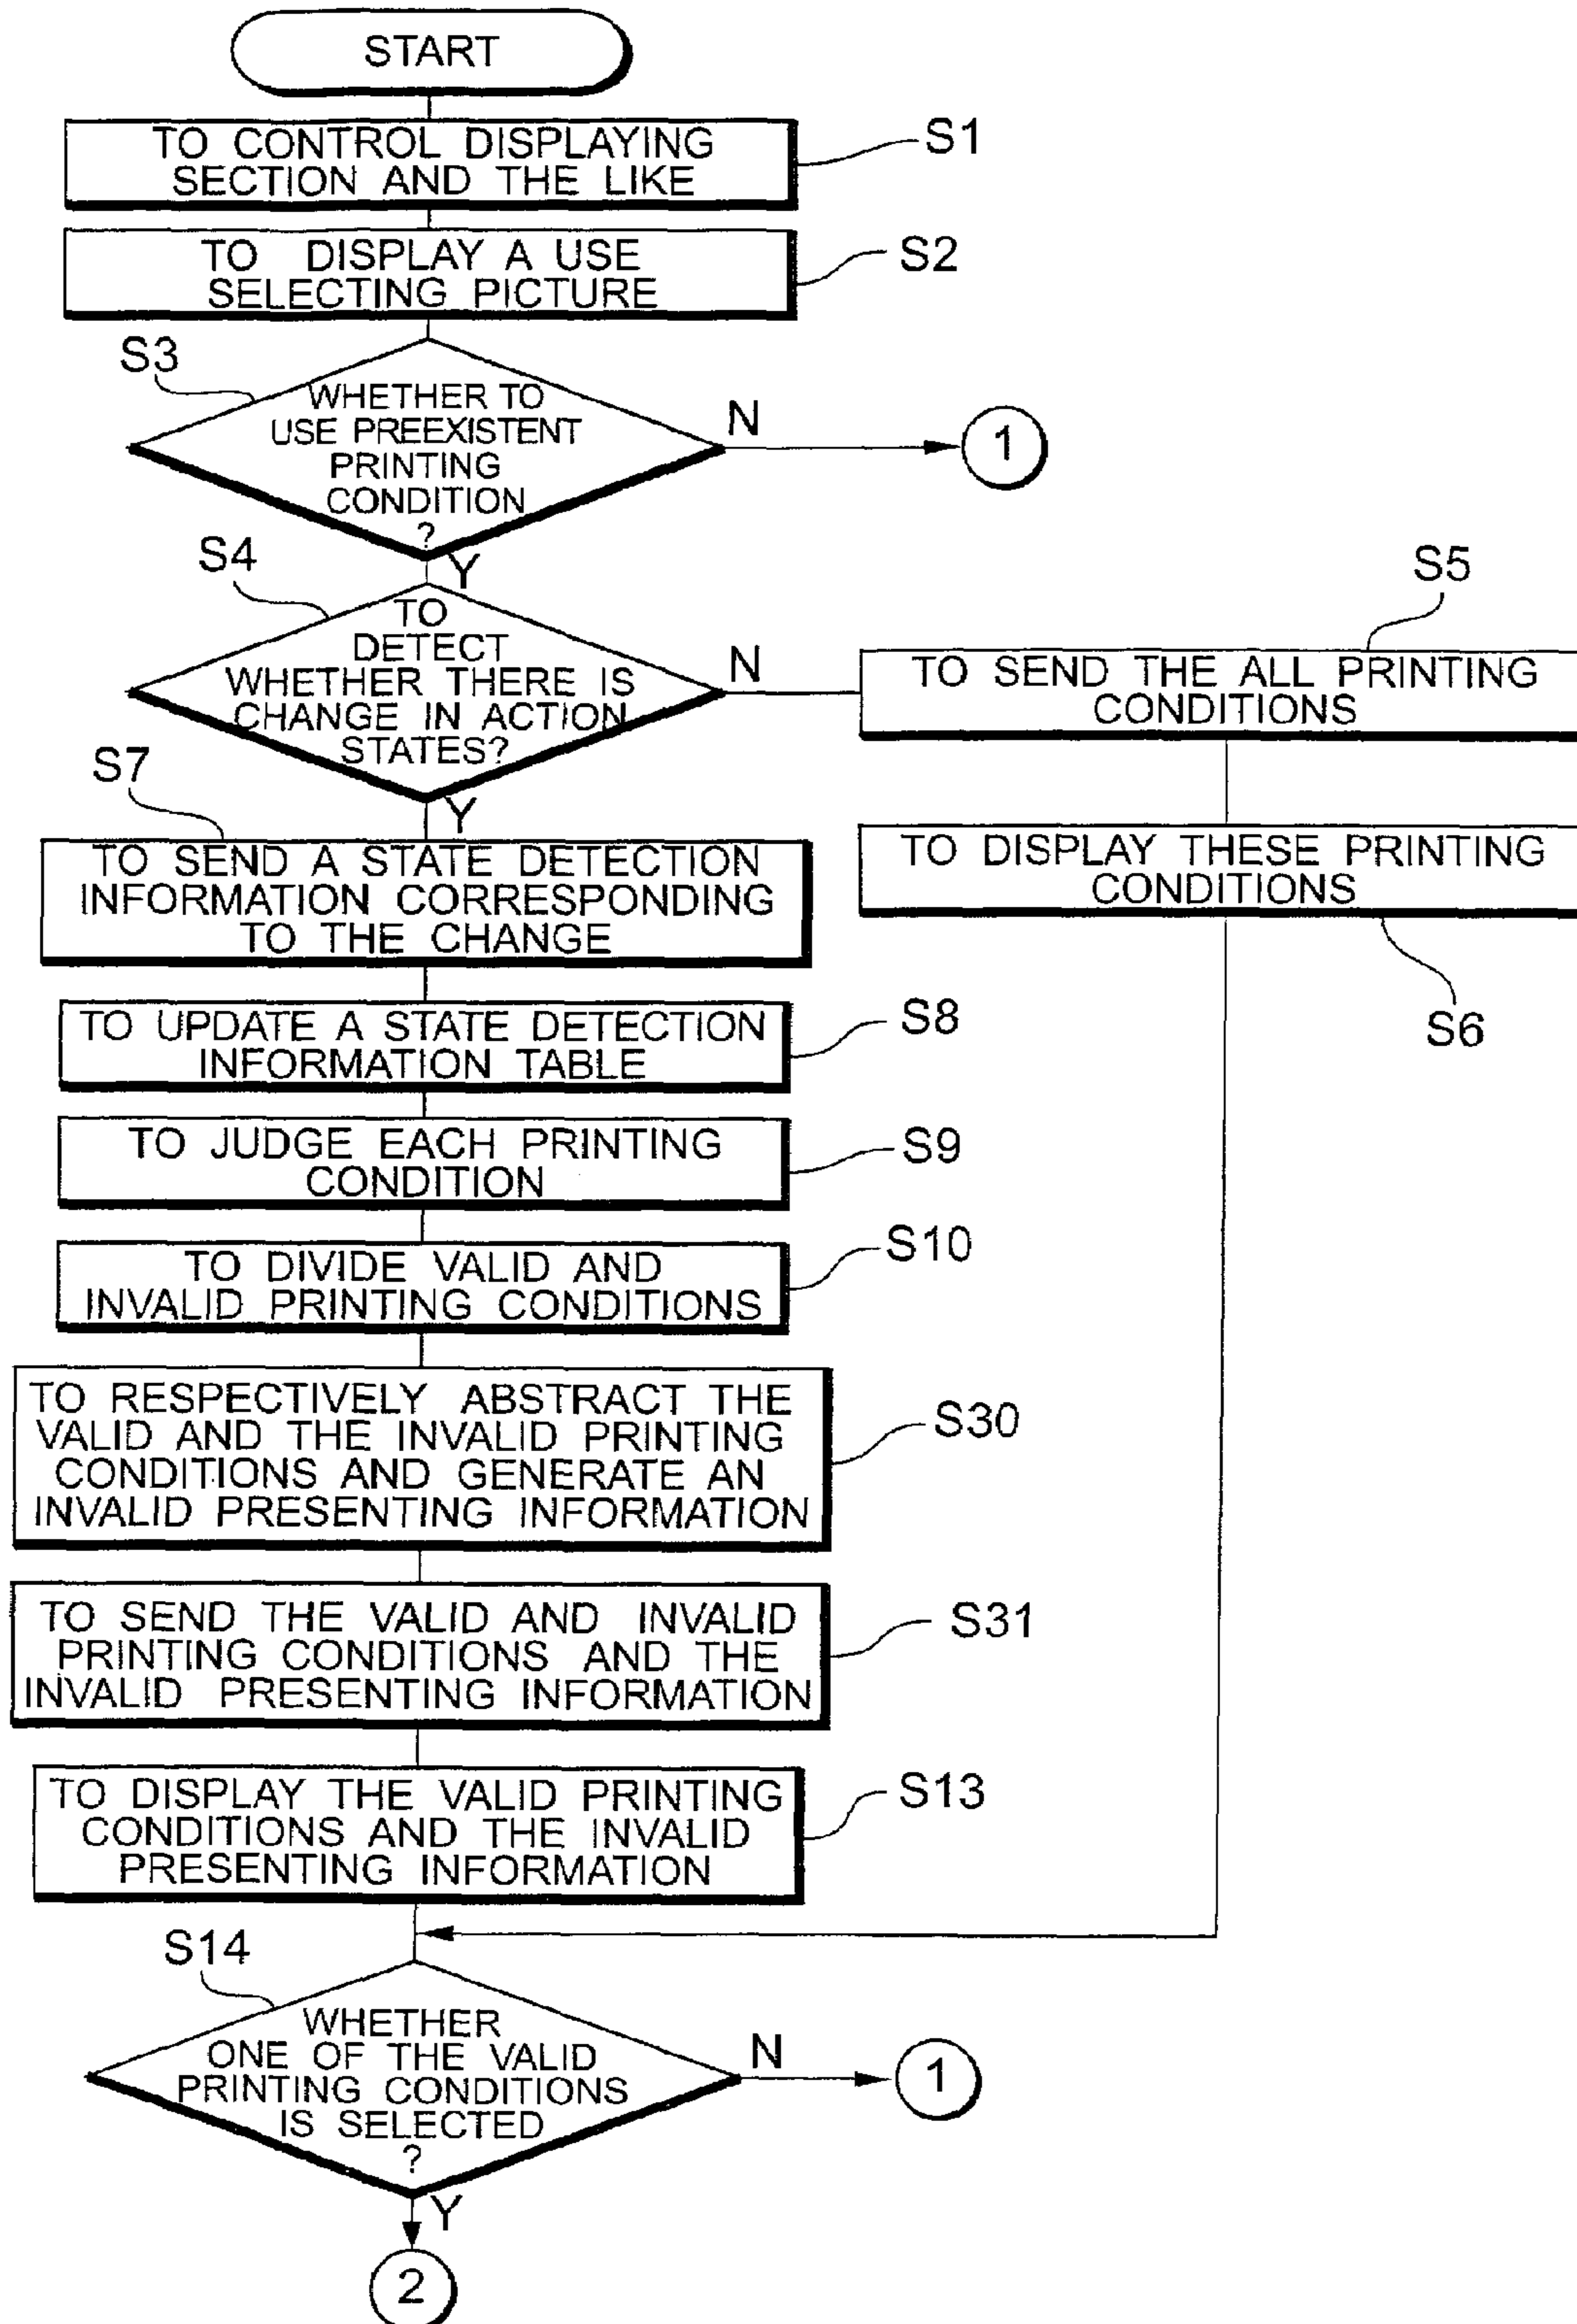 START
TO CONTROL DISPLAYING
SECTION AND THE LIKE
S1
TO DISPLAY A USE
SELECTING PICTURE
S2
S3
WHETHER TO
USE PREEXISTENT
PRINTING
CONDITION
?
N
1
Y
S4
TO
DETECT
WHETHER THERE IS
CHANGE IN ACTION
STATES?
N
Y
S5
TO SEND THE ALL PRINTING
CONDITIONS
TO DISPLAY THESE PRINTING
CONDITIONS
S6
S7
TO SEND A STATE DETECTION
INFORMATION CORRESPONDING
TO THE CHANGE
TO UPDATE A STATE DETECTION
INFORMATION TABLE
S8
TO JUDGE EACH PRINTING
CONDITION
S9
TO DIVIDE VALID AND
INVALID PRINTING CONDITIONS
S10
TO RESPECTIVELY ABSTRACT THE
VALID AND THE INVALID PRINTING
CONDITIONS AND GENERATE AN
INVALID PRESENTING INFORMATION
S30
TO SEND THE VALID AND INVALID
PRINTING CONDITIONS AND THE
INVALID PRESENTING INFORMATION
S31
TO DISPLAY THE VALID PRINTING
CONDITIONS AND THE INVALID
PRESENTING INFORMATION
S13
S14
WHETHER
ONE OF THE VALID
PRINTING CONDITIONS
IS SELECTED
?
N
1
Y
2